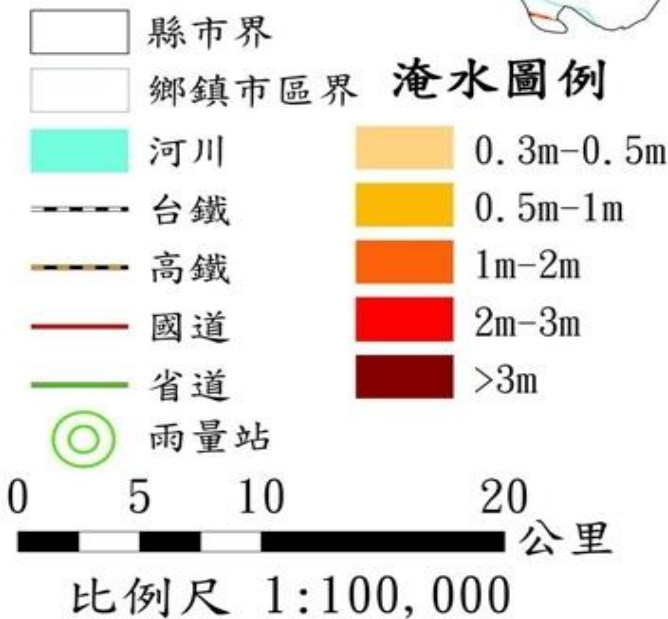 縣市界
鄉鎮市區界
河川
台鐵
高鐵
國道
省道
雨量站
淹水圖例
0.3m-0.5m
0.5m-1m
1m-2m
2m-3m
>3m
0 5 10 20
公里
比例尺 1:100,000